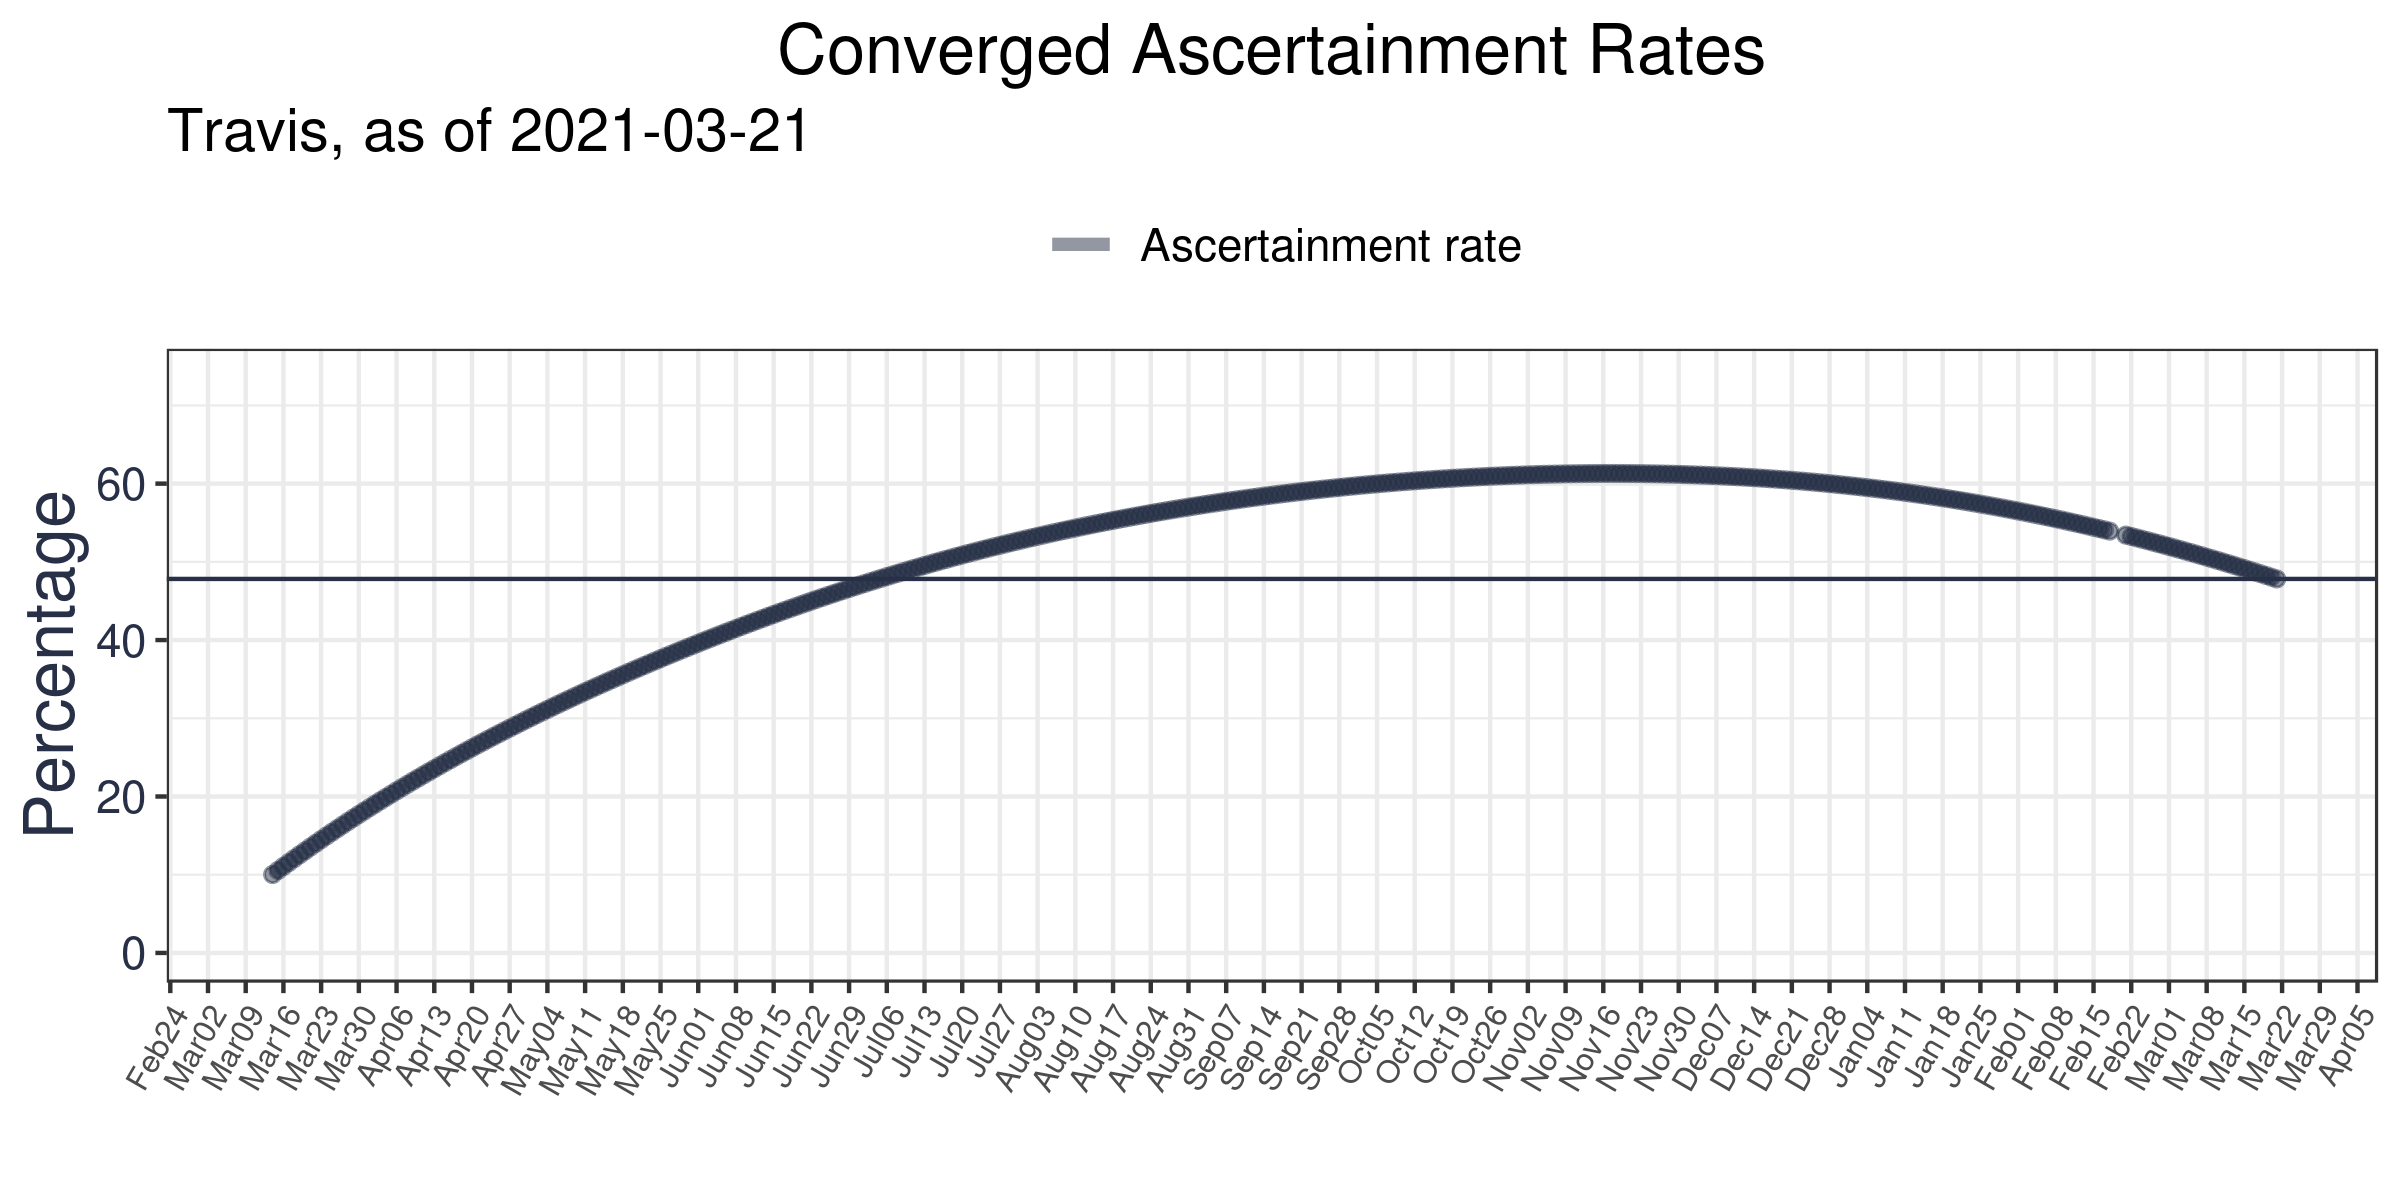 Converged Ascertainment Rates
Travis, as of 2021-03-21
Ascertainment rate
Percentage
60
40
20
0
Feb24 Mar02 Mar09 Mar16 Mar23 Mar30 Apr06 Apr13 Apr20 Apr27 May04 May11 May18 May25 Jun01 Jun08 Jun15 Jun22 Jun29 Jul06 Jul13 Jul20 Jul27 Aug03 Aug10 Aug17 Aug24 Aug31 Sep07 Sep14 Sep21 Sep28 Oct05 Oct12 Oct19 Oct26 Nov02 Nov09 Nov16 Nov23 Nov30 Dec07 Dec14 Dec21 Dec28 Jan04 Jan11 Jan18 Jan25 Feb01 Feb08 Feb15 Feb22 Mar01 Mar08 Mar15 Mar22 Mar29 Apr05